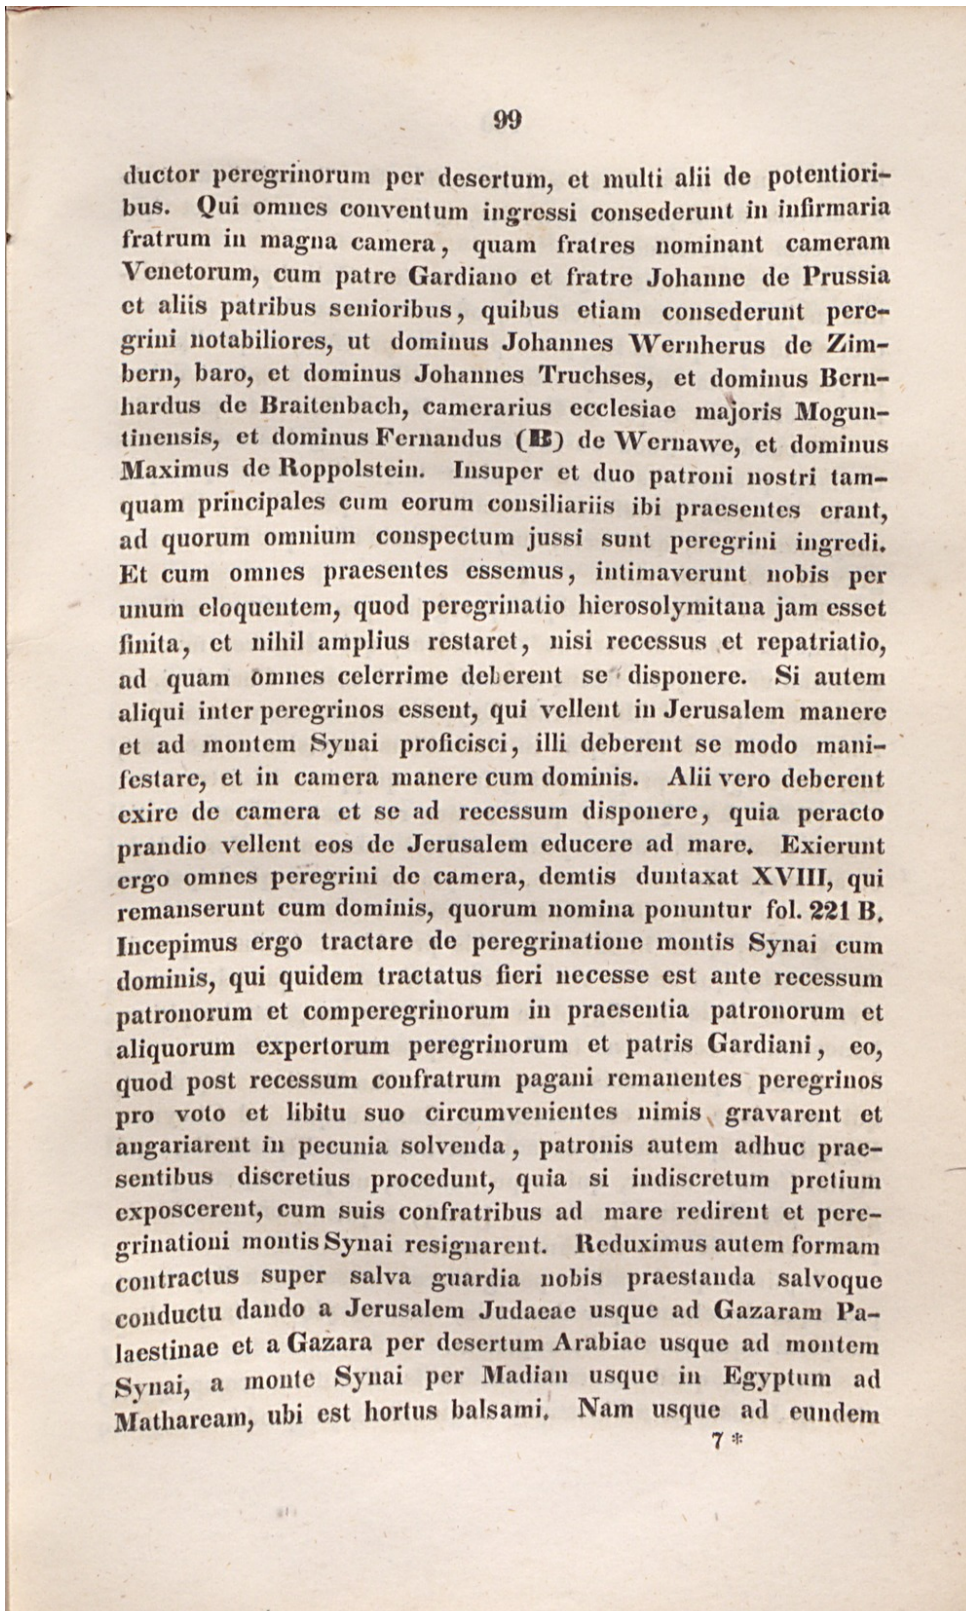 99
ductor peregrinorum per desertum, et multi alii de potentiori-
bus. Qui omnes conventum ingressi consederunt in infirmaria
fratrum in magna camera, quam fratres nominant cameram
Venetorum, cum patre Gardiano et fratre Johanne de Prussia
et aliis patribus senioribus, quibus etiam consederunt pere-
grini notabiliores, ut dominus Johannes Wernherus de Zim-
bern, baro, et dominus Johannes Truchses, et dominus Bern-
hardus de Braitenbach, camerarius ecclesiae majoris Mogun-
tinensis, et dominus Fernandus (B) de Wernawe, et dominus
Maximus de Roppolstein. Insuper et duo patroni nostri tam-
quam principales cum eorum consiliariis ibi praesentes erant,
ad quorum omnium conspectum jussi sunt peregrini ingredi.
Et cum omnes praesentes essemus, intimaverunt nobis per
unum eloquentem, quod peregrinatio hierosolymitana jam esset
finita, et nihil amplius restaret, nisi recessus et repatriatio,
ad quam omnes celerrime deberent se disponere. Si autem
aliqui inter peregrinos essent, qui vellent in Jerusalem manere
et ad montem Synai proficisci, illi deberent se modo mani-
festare, et in camera manere cum dominis. Alii vero deberent
exire de camera et se ad recessum disponere, quia peracto
prandio vellent eos de Jerusalem educere ad mare. Exierunt
ergo omnes peregrini de camera, demtis duntaxat XVIII, qui
remanserunt cum dominis, quorum nomina ponuntur fol. 221 B.
Incepimus ergo tractare de peregrinatione montis Synai cum
dominis, qui quidem tractatus fieri necesse est ante recessum
patronorum et comperegrinorum in praesentia patronorum et
aliquorum expertorum peregrinorum et patris Gardiani, eo,
quod post recessum confratrum pagani remanentes peregrinos
pro voto et libitu suo circumvenientes nimis gravarent et
angariarent in pecunia solvenda, patronis autem adhuc prae-
sentibus discretius procedunt, quia si indiscretum pretium
exposcerent, cum suis confratribus ad mare redirent et pere-
grinationi montis Synai resignarent. Reduximus autem formam
contractus super salva guardia nobis praestanda salvoque
conductu dando a Jerusalem Judaeae usque ad Gazaram Pa-
laestinae et a Gazara per desertum Arabiae usque ad montem
Synai, a monte Synai per Madian usque in Egyptum ad
Mathaream, ubi est hortus balsami. Nam usque ad eundem
7 *